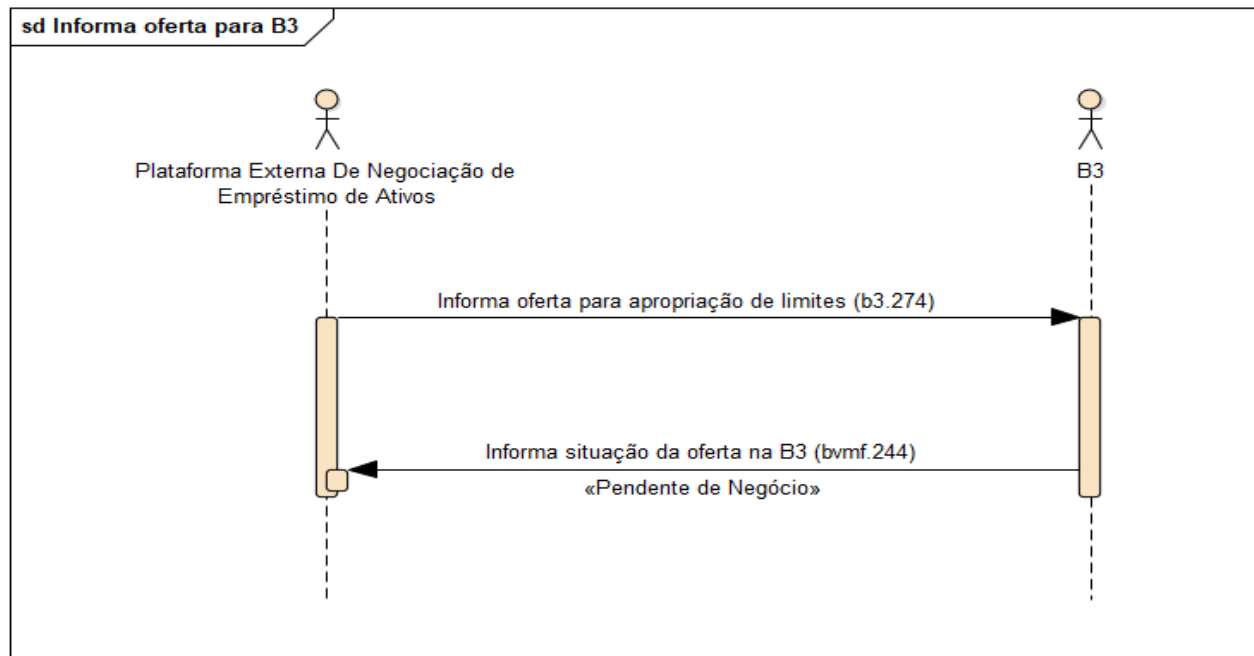 sd Informa oferta para B3
Plataforma Externa De Negociação de
Empréstimo de Ativos
B3
Informa oferta para apropriação de limites (b3.274)
Informa situação da oferta na B3 (bvmf.244)
«Pendente de Negócio»